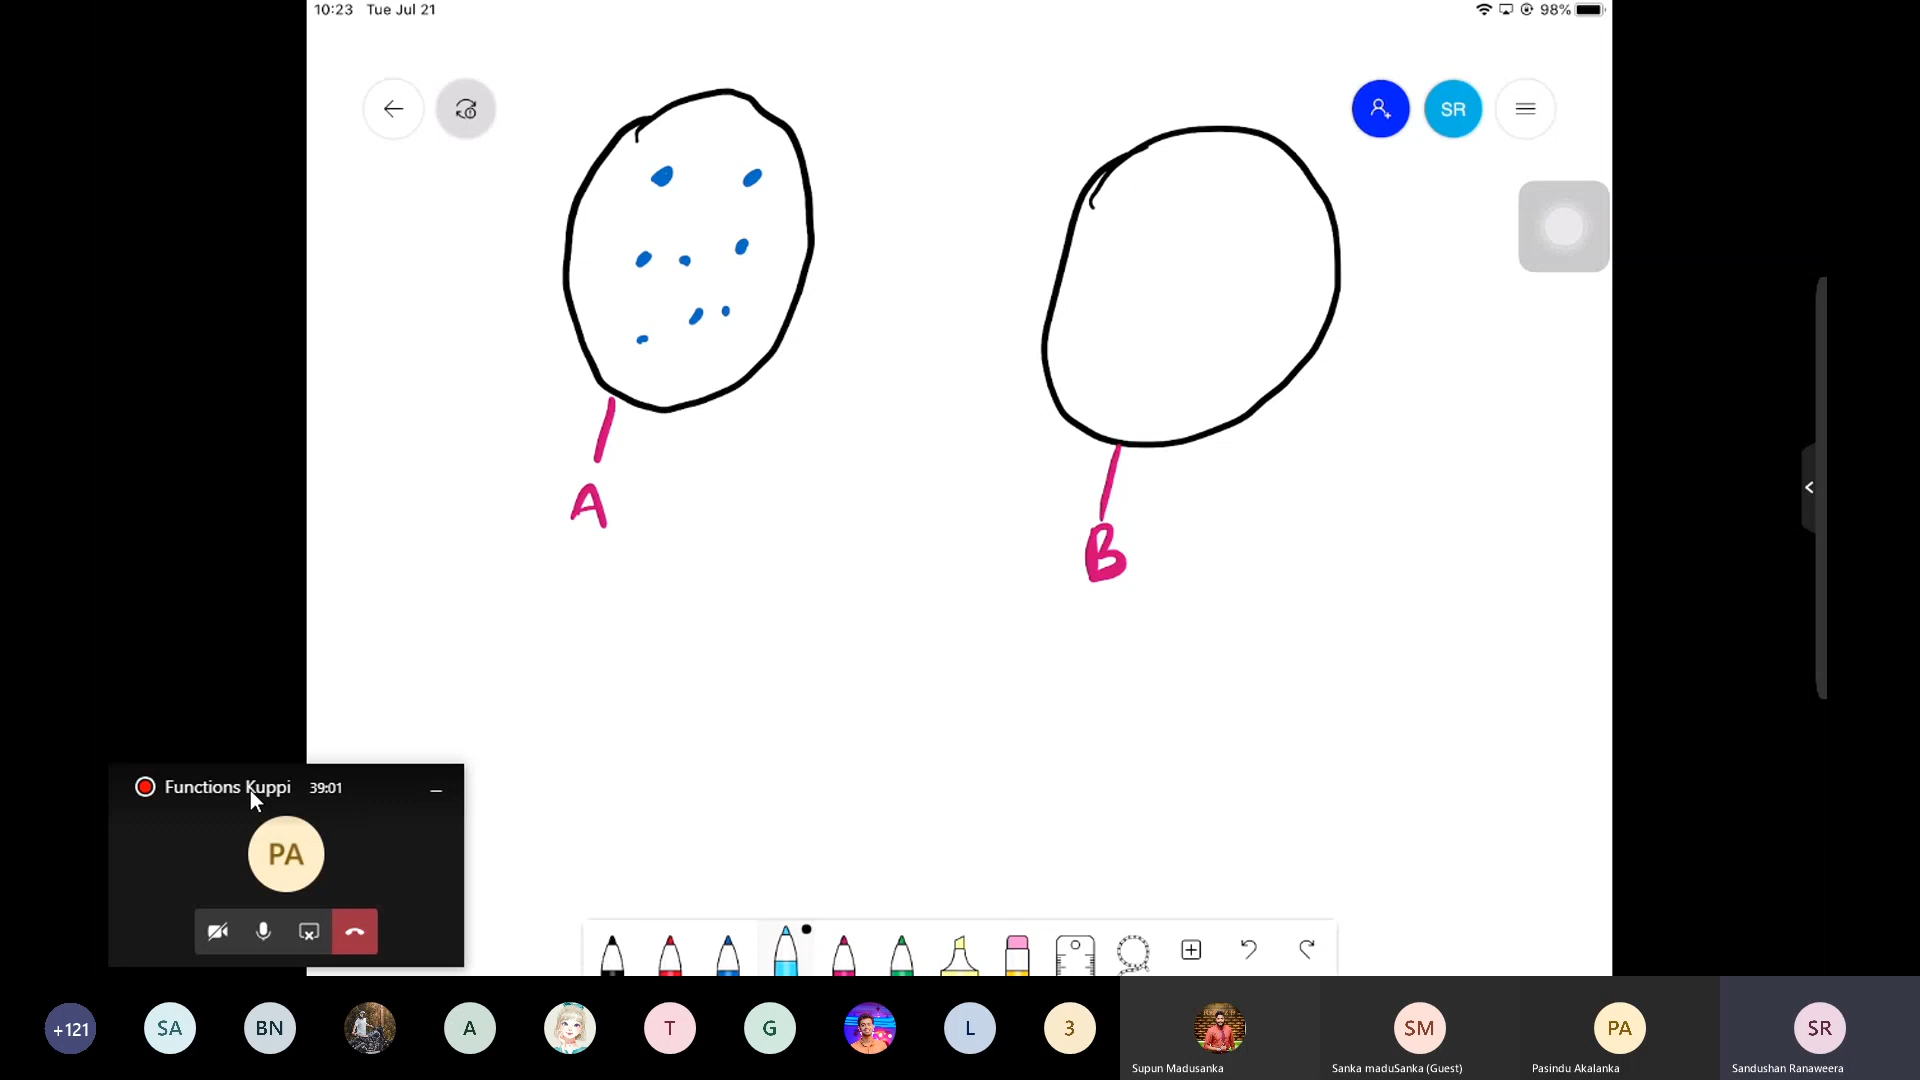 10:23 Tue Jul 21
98%
SR
A
B
Functions Kuppi 39:01
PA
+121
SA
BN
A
T
G
L
3
SM
PA
SR
Supun Madusanka
Sanka maduSanka (Guest)
Pasindu Akalanka
Sandushan Ranaweera